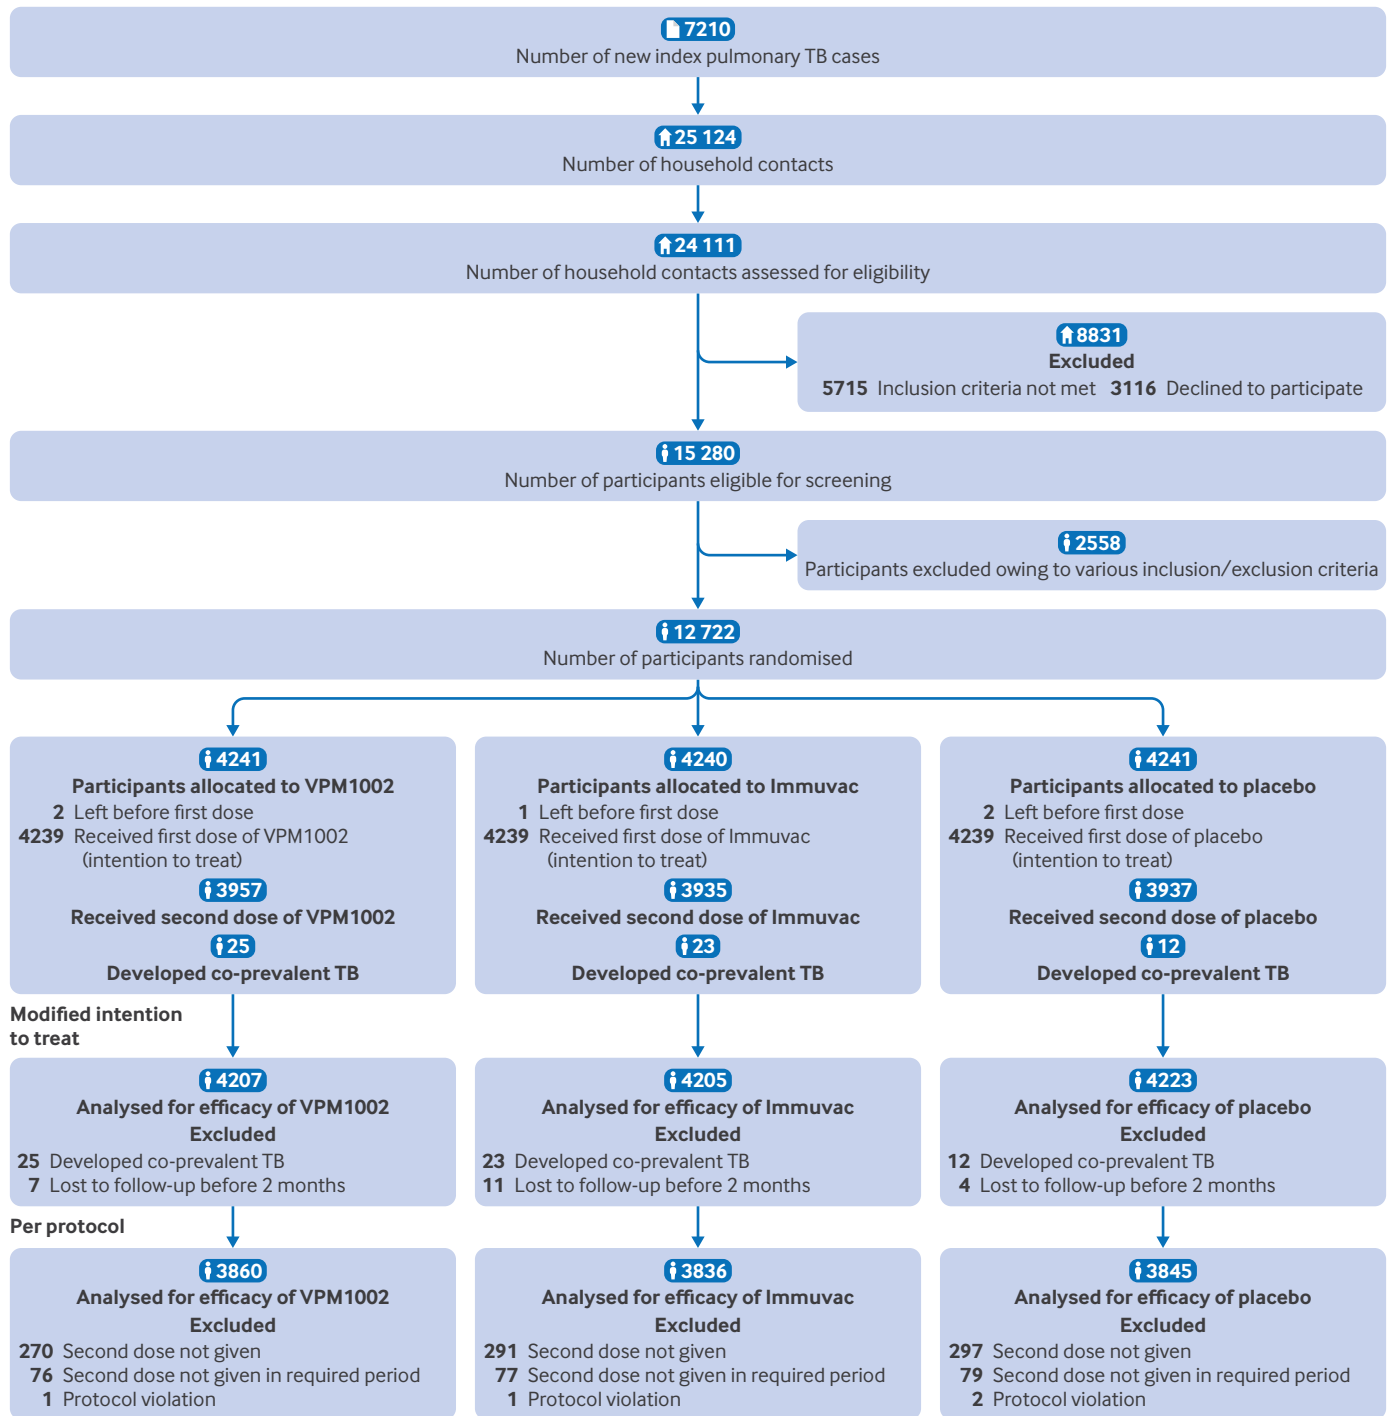 7210
Number of new index pulmonary TB cases
25 124
Number of household contacts
24 111
Number of household contacts assessed for eligibility
8831
Excluded
5715 Inclusion criteria not met 3116 Declined to participate
15 280
Number of participants eligible for screening
2558
Participants excluded owing to various inclusion/exclusion criteria
12 722
Number of participants randomised
4241
Participants allocated to VPM1002
2 Left before first dose
4239 Received first dose of VPM1002
(intention to treat)
3957
Received second dose of VPM1002
25
Developed co-prevalent TB
4240
Participants allocated to Immuvac
1 Left before first dose
4239 Received first dose of Immuvac
(intention to treat)
3935
Received second dose of Immuvac
23
Developed co-prevalent TB
4241
Participants allocated to placebo
2 Left before first dose
4239 Received first dose of placebo
(intention to treat)
3937
Received second dose of placebo
12
Developed co-prevalent TB
Modified intention
to treat
4207
Analysed for efficacy of VPM1002
Excluded
25 Developed co-prevalent TB
7 Lost to follow-up before 2 months
4205
Analysed for efficacy of Immuvac
Excluded
23 Developed co-prevalent TB
11 Lost to follow-up before 2 months
4223
Analysed for efficacy of placebo
Excluded
12 Developed co-prevalent TB
4 Lost to follow-up before 2 months
Per protocol
3860
Analysed for efficacy of VPM1002
Excluded
270 Second dose not given
76 Second dose not given in required period
1 Protocol violation
3836
Analysed for efficacy of Immuvac
Excluded
291 Second dose not given
77 Second dose not given in required period
1 Protocol violation
3845
Analysed for efficacy of placebo
Excluded
297 Second dose not given
79 Second dose not given in required period
2 Protocol violation